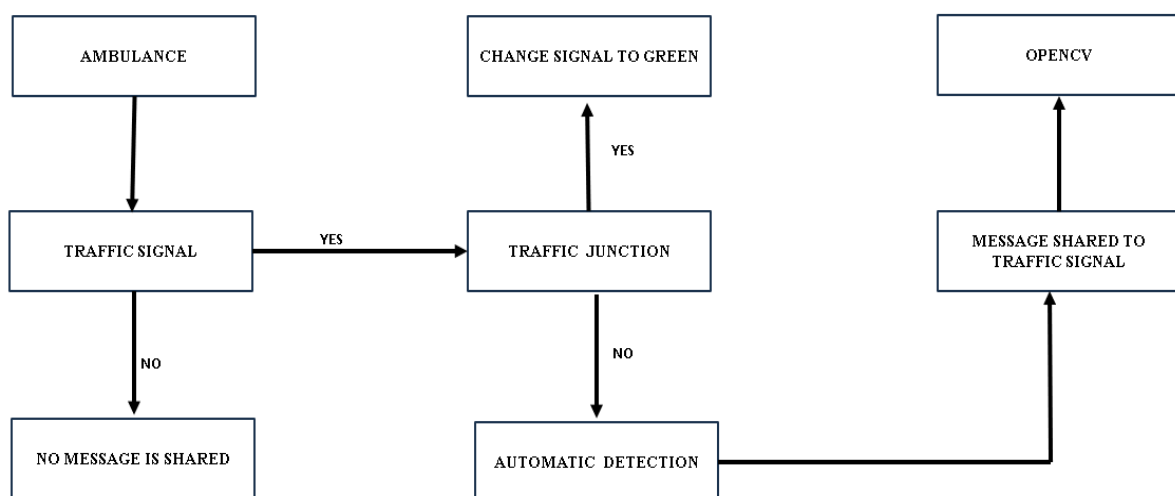 AMBULANCE
CHANGE SIGNAL TO GREEN
OPENCV
YES
TRAFFIC SIGNAL
YES
TRAFFIC JUNCTION
MESSAGE SHARED TO
TRAFFIC SIGNAL
NO
NO
NO MESSAGE IS SHARED
AUTOMATIC DETECTION